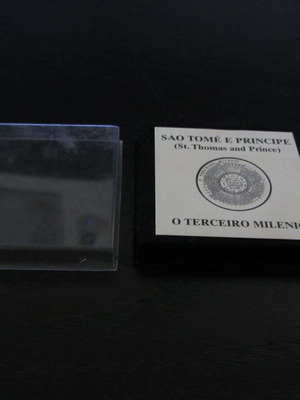 SAO TOMÉ E PRINCIPE
(St. Thomas and Prince)
O TERCEIRO MILENIO